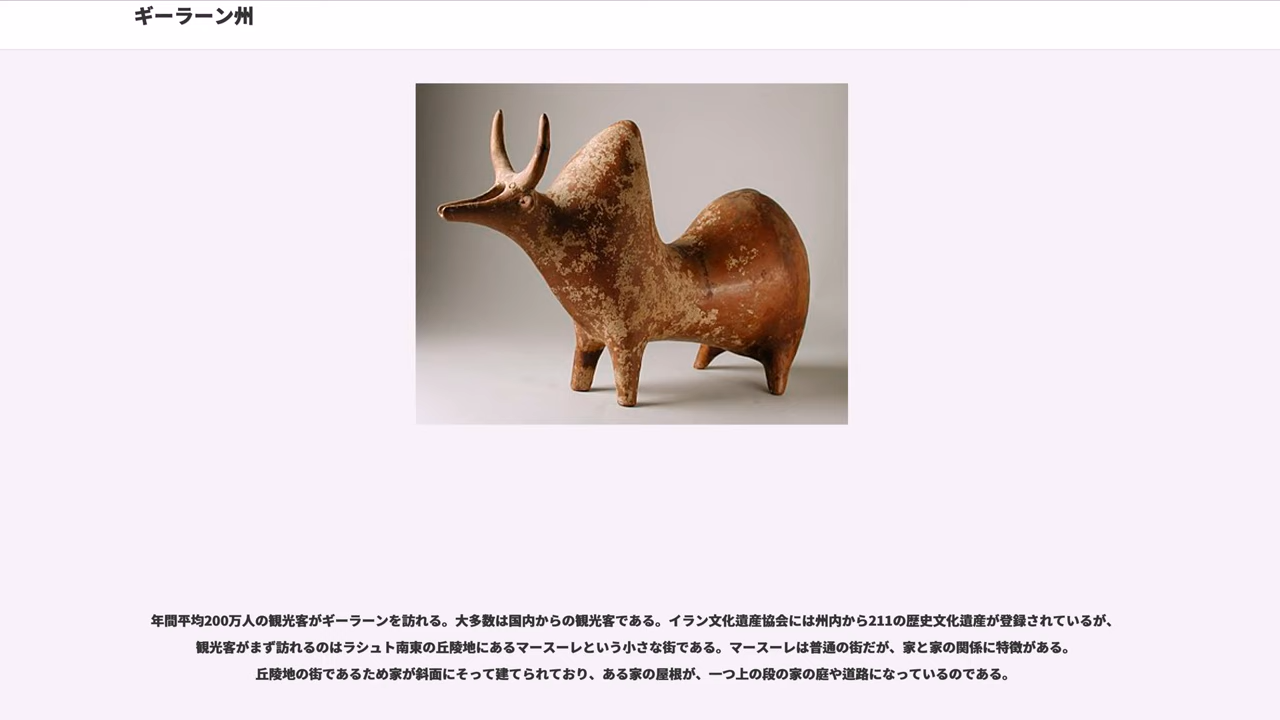 ギーラーン州
年間平均200万人の観光客がギーラーンを訪れる。大多数は国内からの観光客である。イラン文化遺産協会には州内から211の歴史文化遺産が登録されているが、
観光客がまず訪れるのはラシュト南東の丘陵地にあるマースーレという小さな街である。マースーレは普通の街だが、家と家の関係に特徴がある。
丘陵地の街であるため家が斜面にそって建てられており、ある家の屋根が、一つ上の段の家の庭や道路になっているのである。